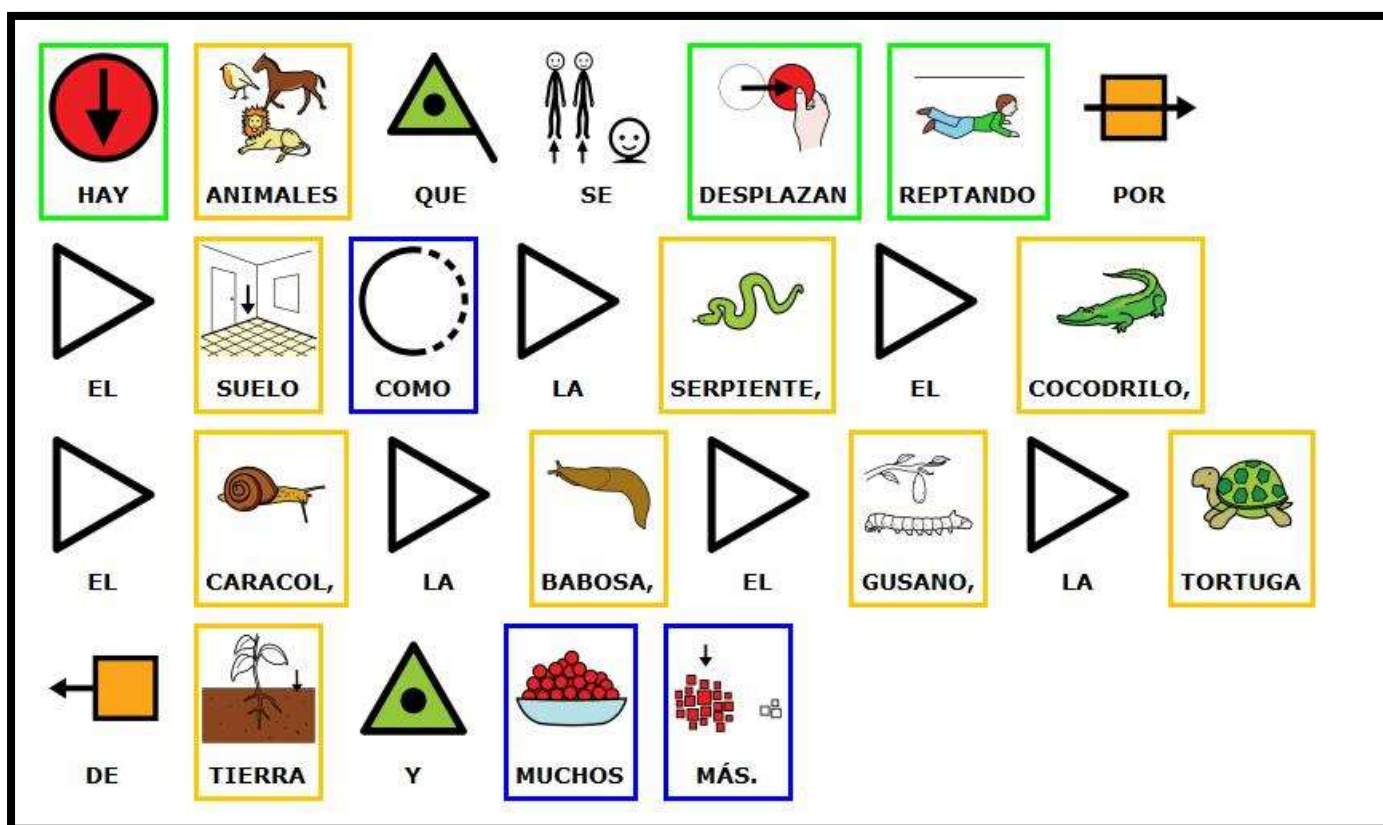 HAY ANIMALES QUE SE DESPLAZAN REPTANDO POR
EL SUELO COMO LA SERPIENTE, EL COCODRILO,
EL CARACOL, LA BABOSA, EL GUSANO, LA TORTUGA
DE TIERRA Y MUCHOS MÁS.